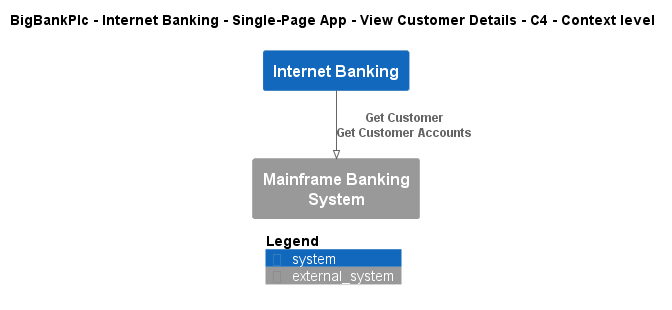 BigBankPlc - Internet Banking - Single-Page App - View Customer Details - C4 - Context level
Internet Banking
Get Customer
Get Customer Accounts
Mainframe Banking
System
Legend
system
external_system